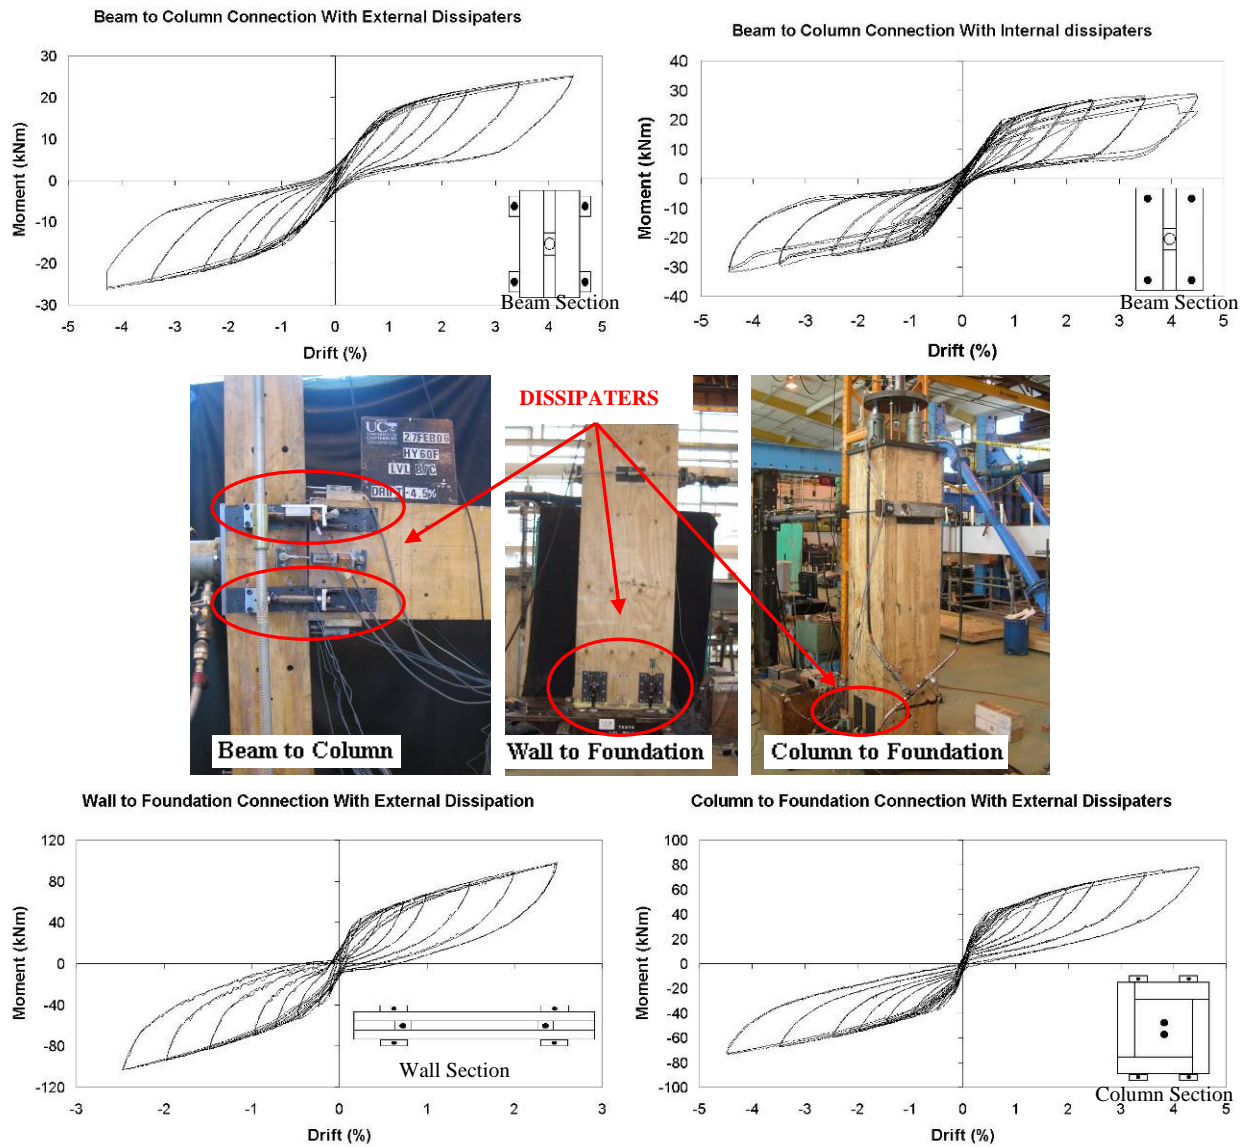 Beam to Column Connection With External Dissipaters
Moment (kNm)
30
20
10
0
-10
-20
-30
-5 -4 -3 -2 -1 0 1 2 3 4 5
Drift (%)
Beam Section
Beam to Column Connection With Internal dissipaters
Moment (kNm)
40
30
20
10
0
-10
-20
-30
-40
-5 -4 -3 -2 -1 0 1 2 3 4 5
Drift (%)
Beam Section
DISSIPATERS
UC
27FEB06
HY60F
LVL B/C
DRIFT-4.5%
Beam to Column
Wall to Foundation
Column to Foundation
Wall to Foundation Connection With External Dissipation
Moment (kNm)
120
80
40
0
-40
-80
-120
-3 -2 -1 0 1 2 3
Drift (%)
Wall Section
Column to Foundation Connection With External Dissipaters
Moment (kNm)
100
80
60
40
20
0
-20
-40
-60
-80
-100
-5 -4 -3 -2 -1 0 1 2 3 4 5
Drift (%)
Column Section